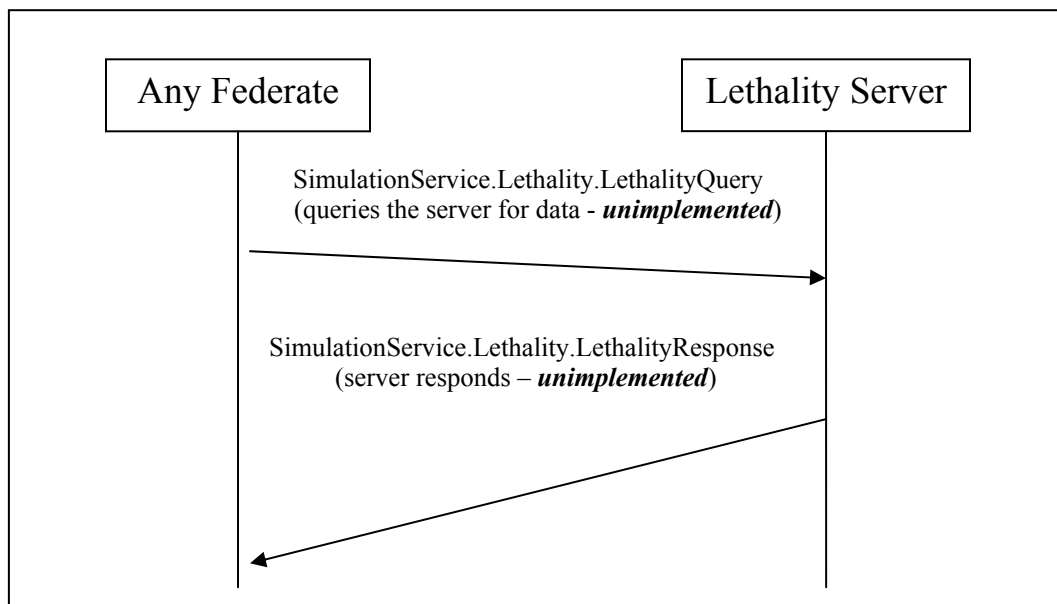 Any Federate
Lethality Server
SimulationService.Lethality.LethalityQuery
(queries the server for data - unimplemented)
SimulationService.Lethality.LethalityResponse
(server responds – unimplemented)